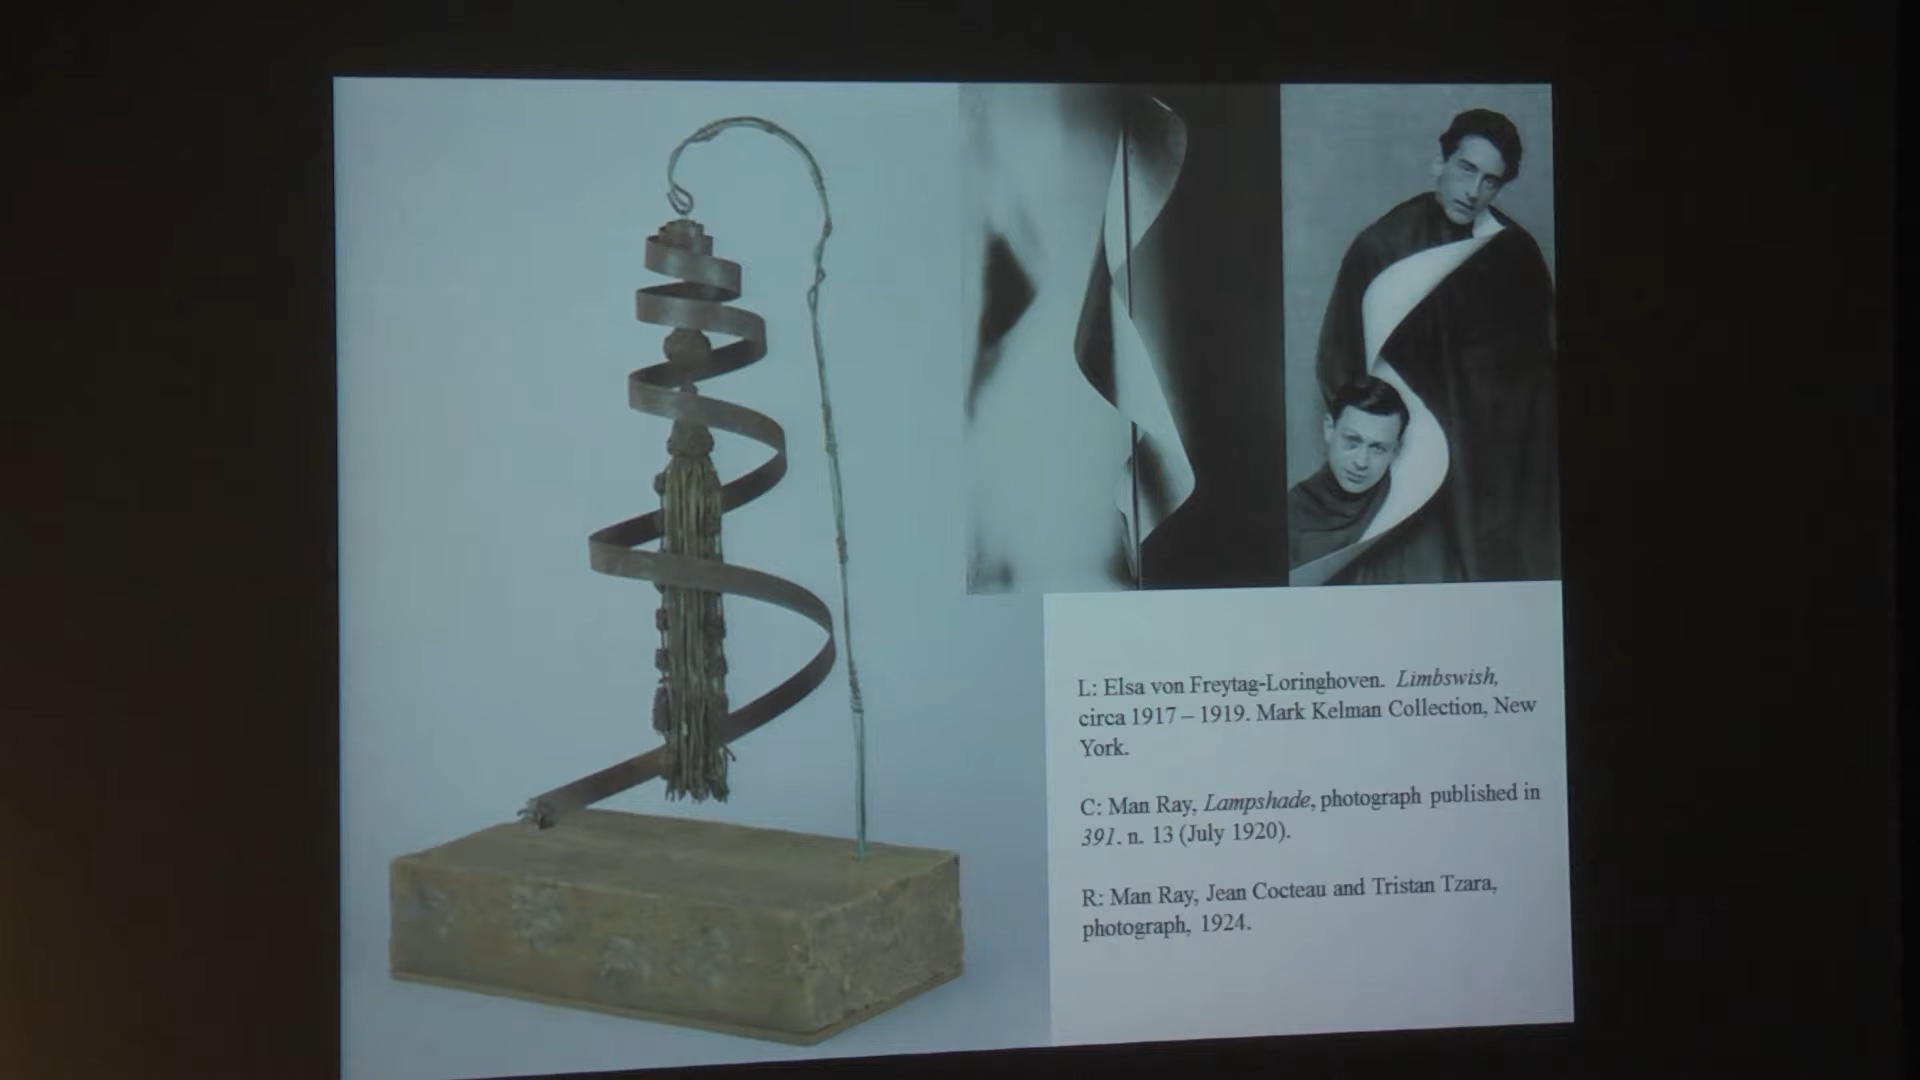 L: Elsa von Freytag-Loringhoven. Limbswish,
circa 1917 – 1919. Mark Kelman Collection, New
York.
C: Man Ray, Lampshade, photograph published in
391. n. 13 (July 1920).
R: Man Ray, Jean Cocteau and Tristan Tzara,
photograph, 1924.